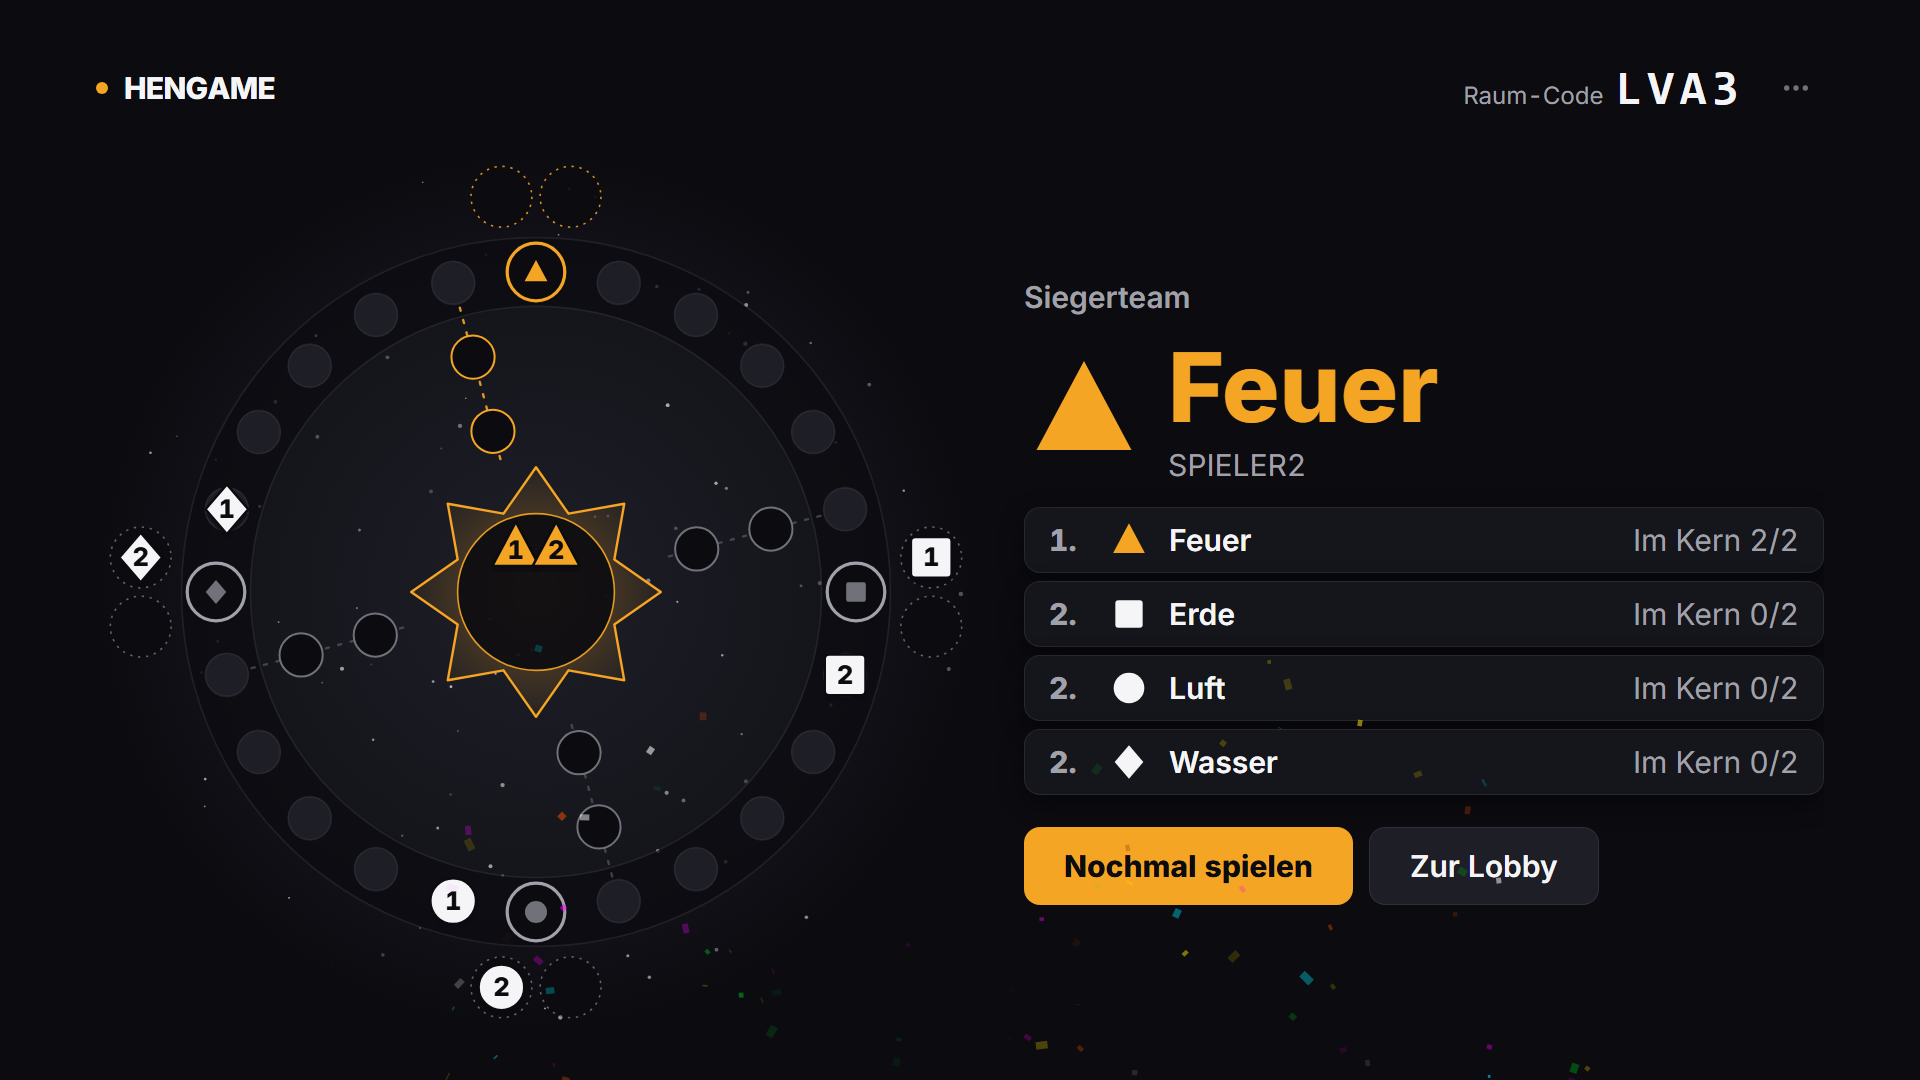 HENGAME
Raum-Code LVA3
Siegerteam
Feuer
SPIELER2
1. Feuer Im Kern 2/2
2. Erde Im Kern 0/2
2. Luft Im Kern 0/2
2. Wasser Im Kern 0/2
Nochmal spielen
Zur Lobby
1 2
1
2
1
2
1
2